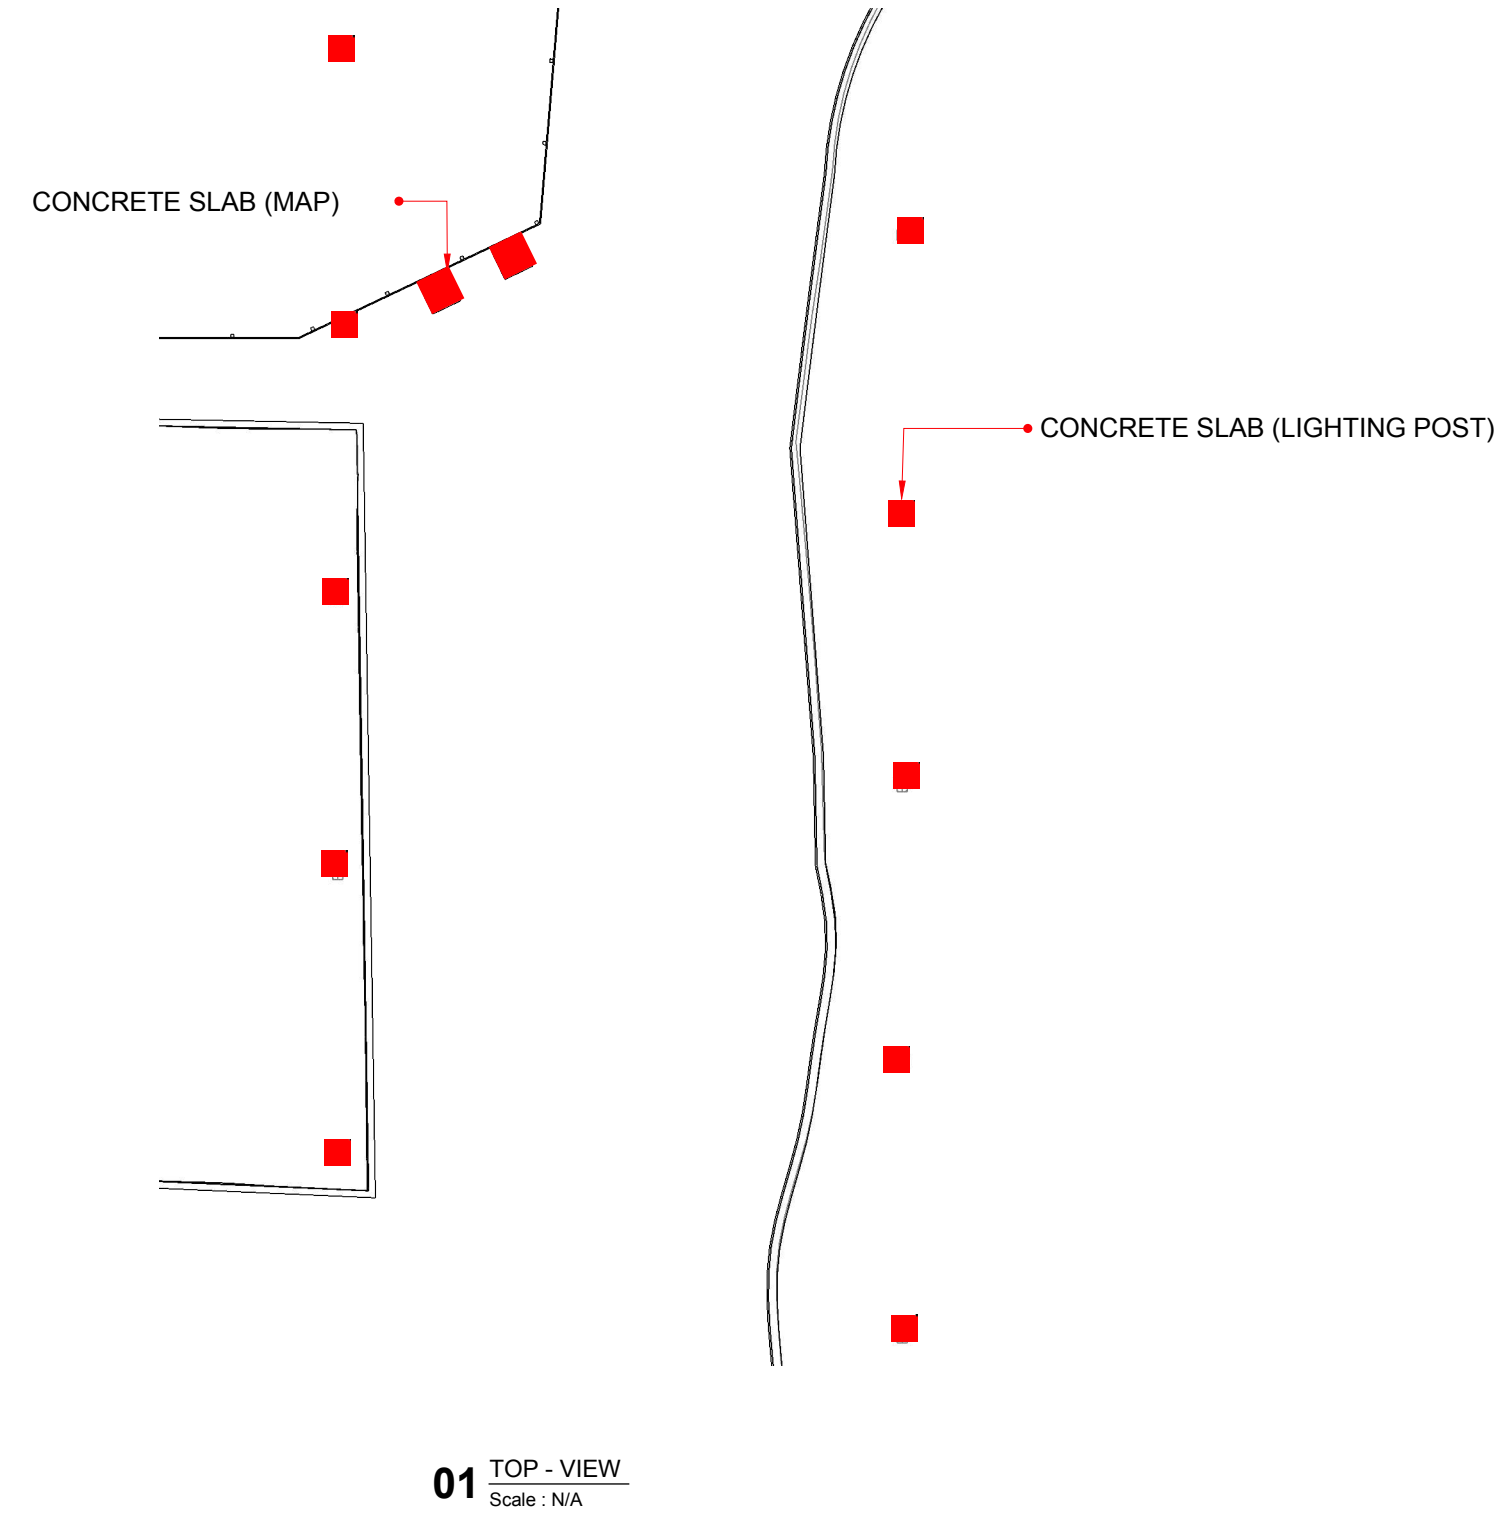 CONCRETE SLAB (MAP)
CONCRETE SLAB (LIGHTING POST)
01 TOP - VIEW
Scale : N/A